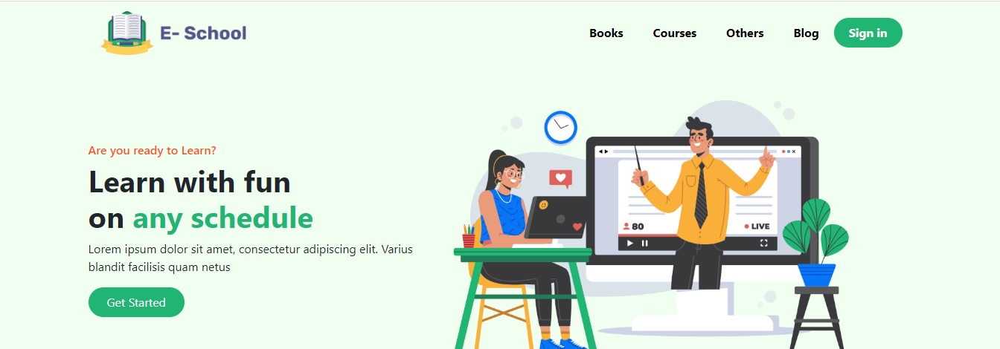 E- School
Books Courses Others Blog Sign in
Are you ready to Learn?
Learn with fun
on any schedule
Lorem ipsum dolor sit amet, consectetur adipiscing elit. Varius
blandit facilisis quam netus
Get Started
80
LIVE